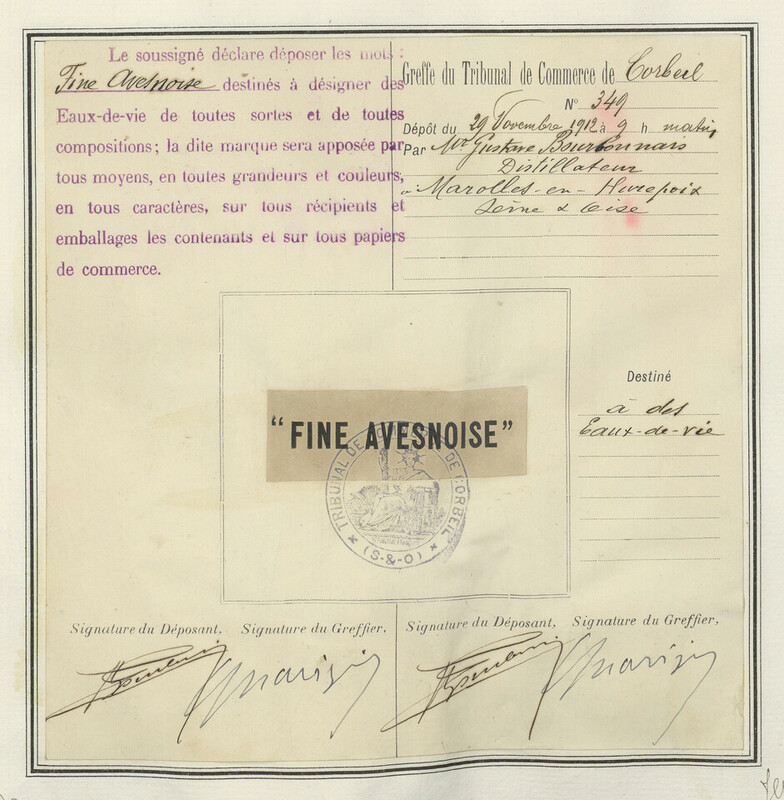 Le soussigné déclare déposer les mots :
Fine Avesnoise destinés à désigner des
Eaux-de-vie de toutes sortes et de toutes
compositions ; la dite marque sera apposée par
tous moyens, en toutes grandeurs et couleurs,
en tous caractères, sur tous récipients et
emballages les contenants et sur tous papiers
de commerce.
Greffe du Tribunal de Commerce de Corbeil
N° 349
Dépôt du 29 Novembre 1912 à 9 h matin,
Par Mr Gustave Bourbonnais
Distillateur
à Marolles-en-Hurepoix
Seine & Oise
"FINE AVESNOISE"
TRIBUNAL DE COMMERCE DE CORBEIL
(S-&-O)
Destiné
à des
Eaux-de-vie
Signature du Déposant, Signature du Greffier,
Signature du Déposant, Signature du Greffier,